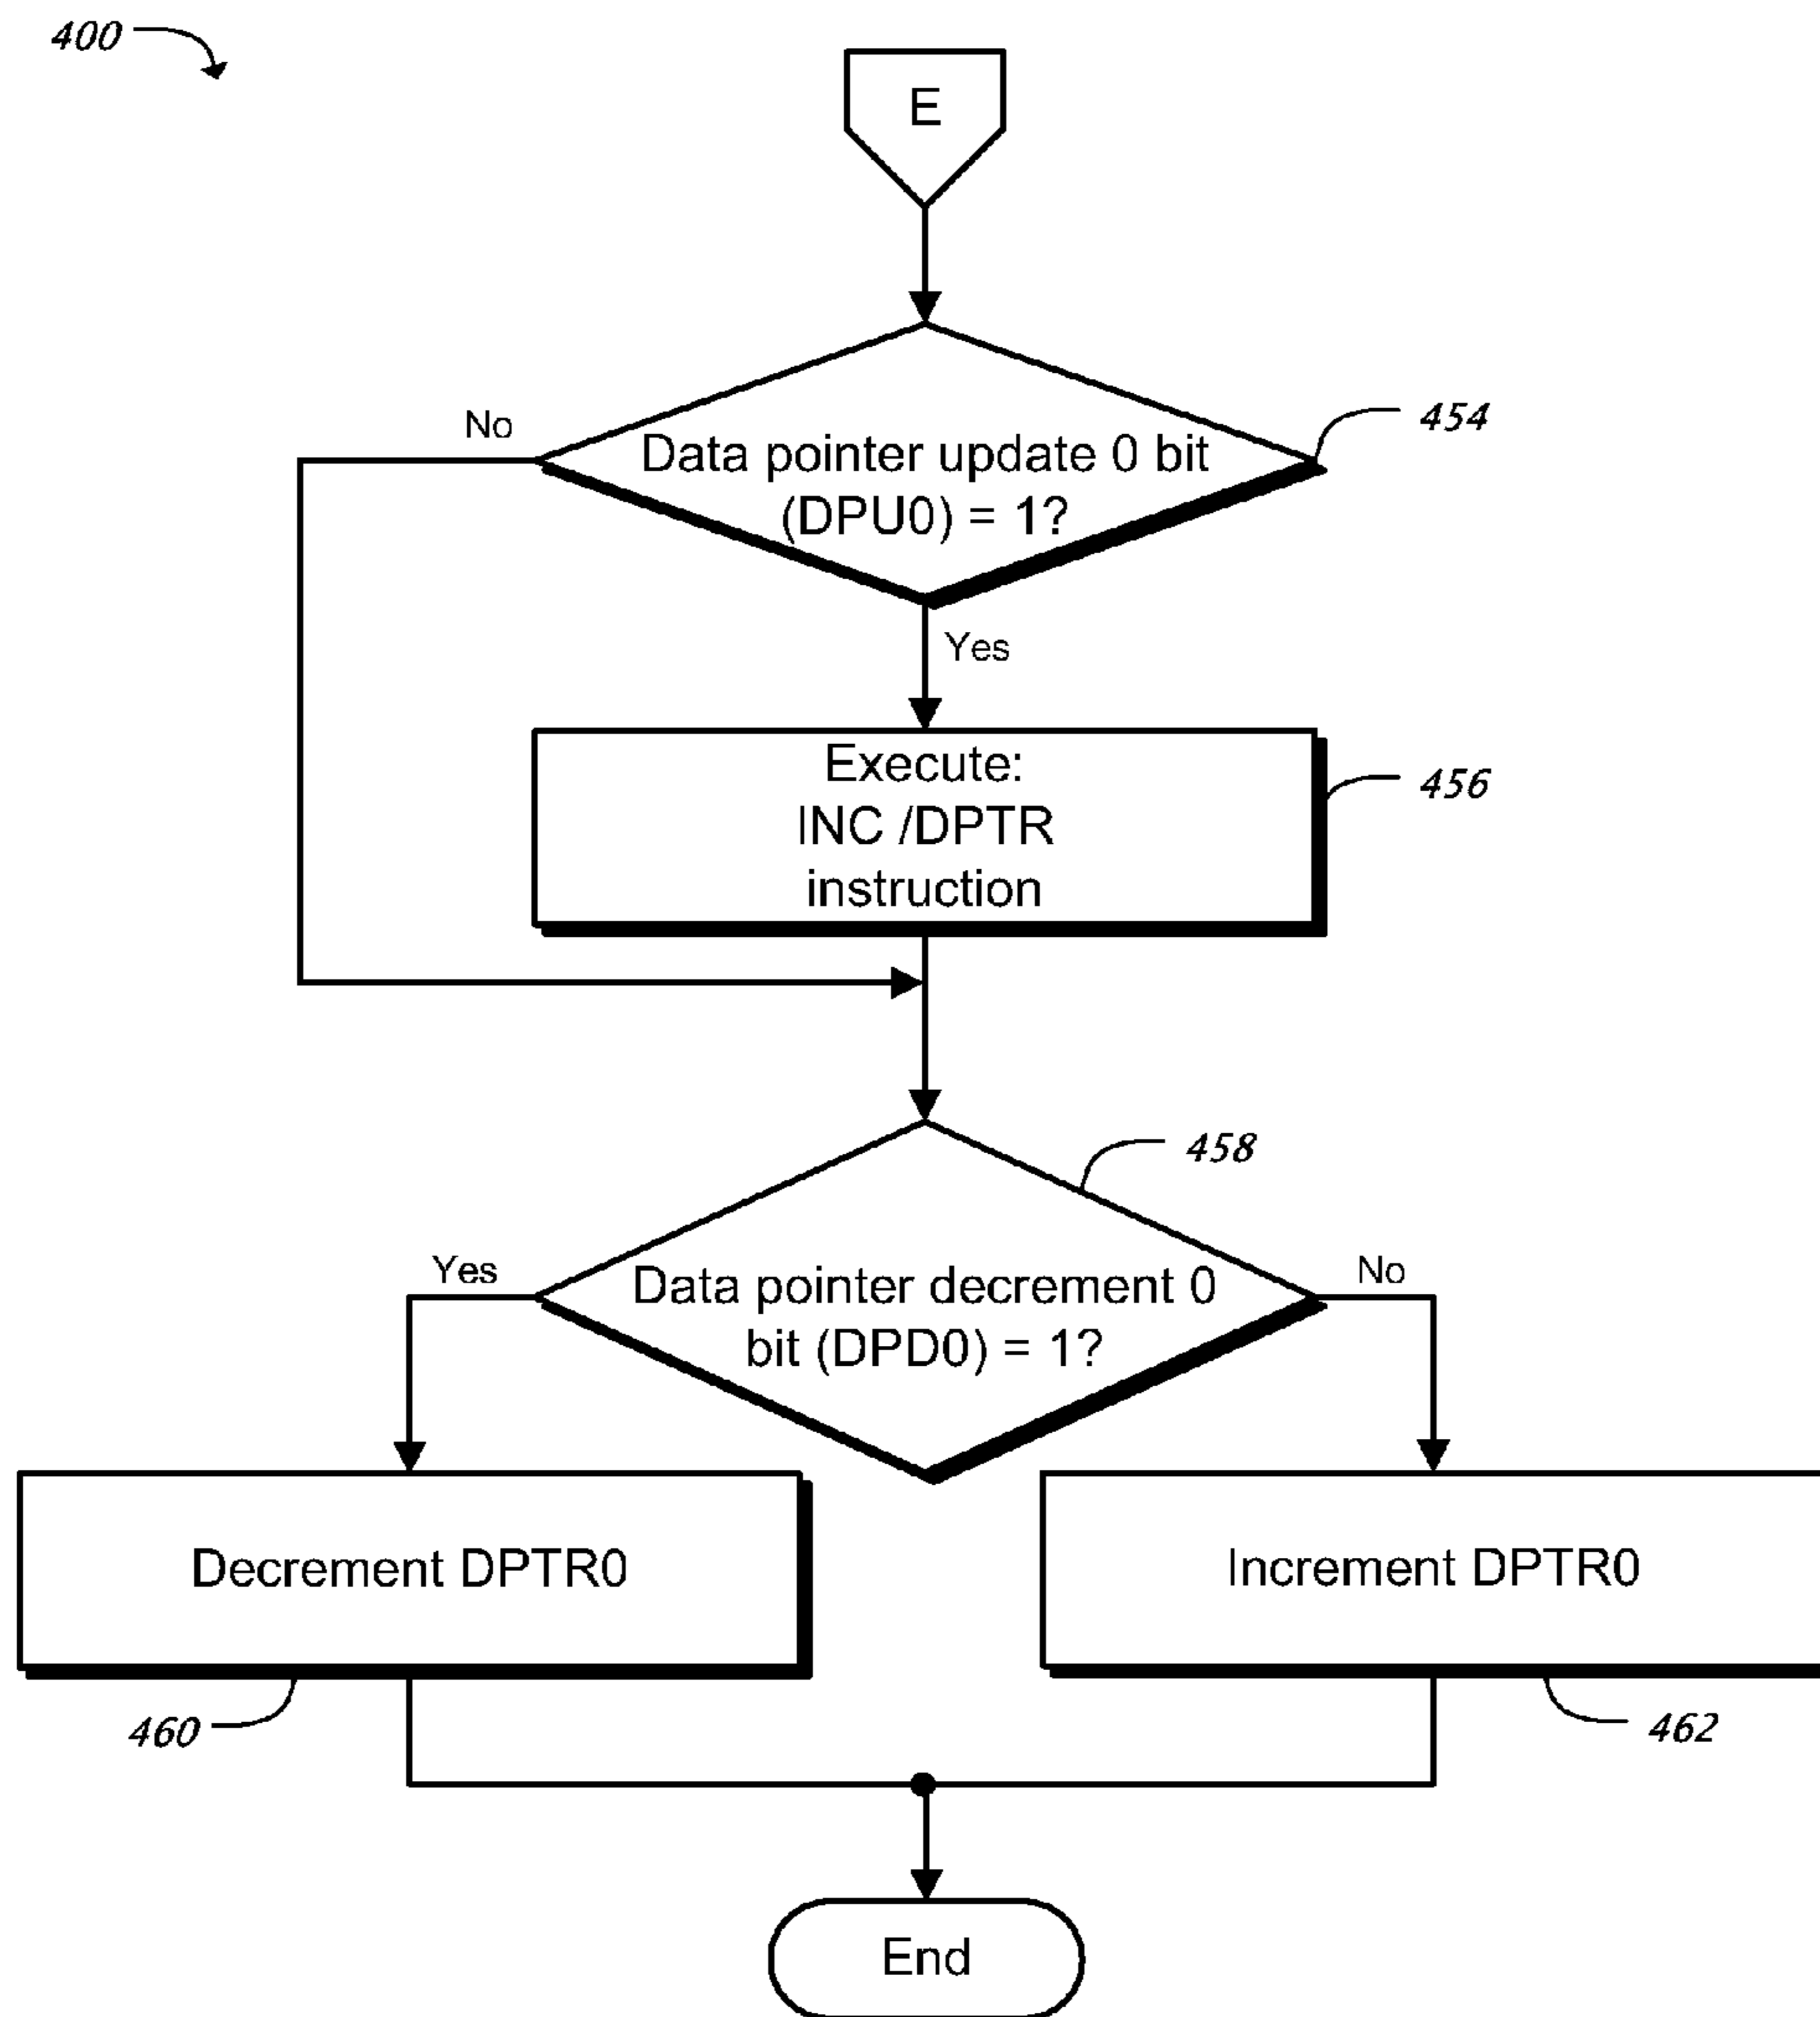 400
E
No
454
Data pointer update 0 bit
(DPU0) = 1?
Yes
Execute:
456
INC /DPTR
instruction
458
Yes
No
Data pointer decrement 0
bit (DPD0) = 1?
Decrement DPTR0
Increment DPTR0
460
462
End